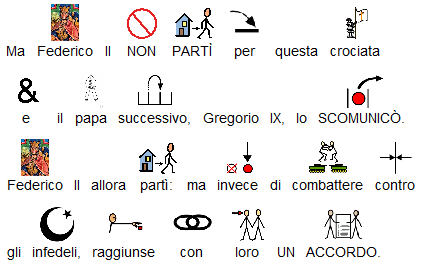 Ma Federico II NON PARTÌ per questa crociata
& e il papa successivo, Gregorio IX, lo SCOMUNICÒ.
Federico II allora partì: ma invece di combattere contro
gli infedeli, raggiunse con loro UN ACCORDO.